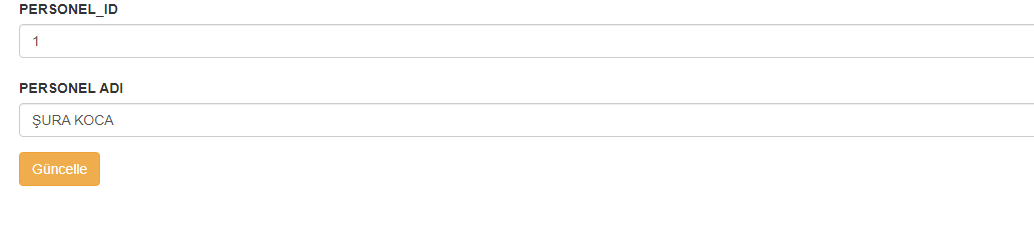 PERSONEL_ID
1
PERSONEL ADI
ŞURA KOCA
Güncelle